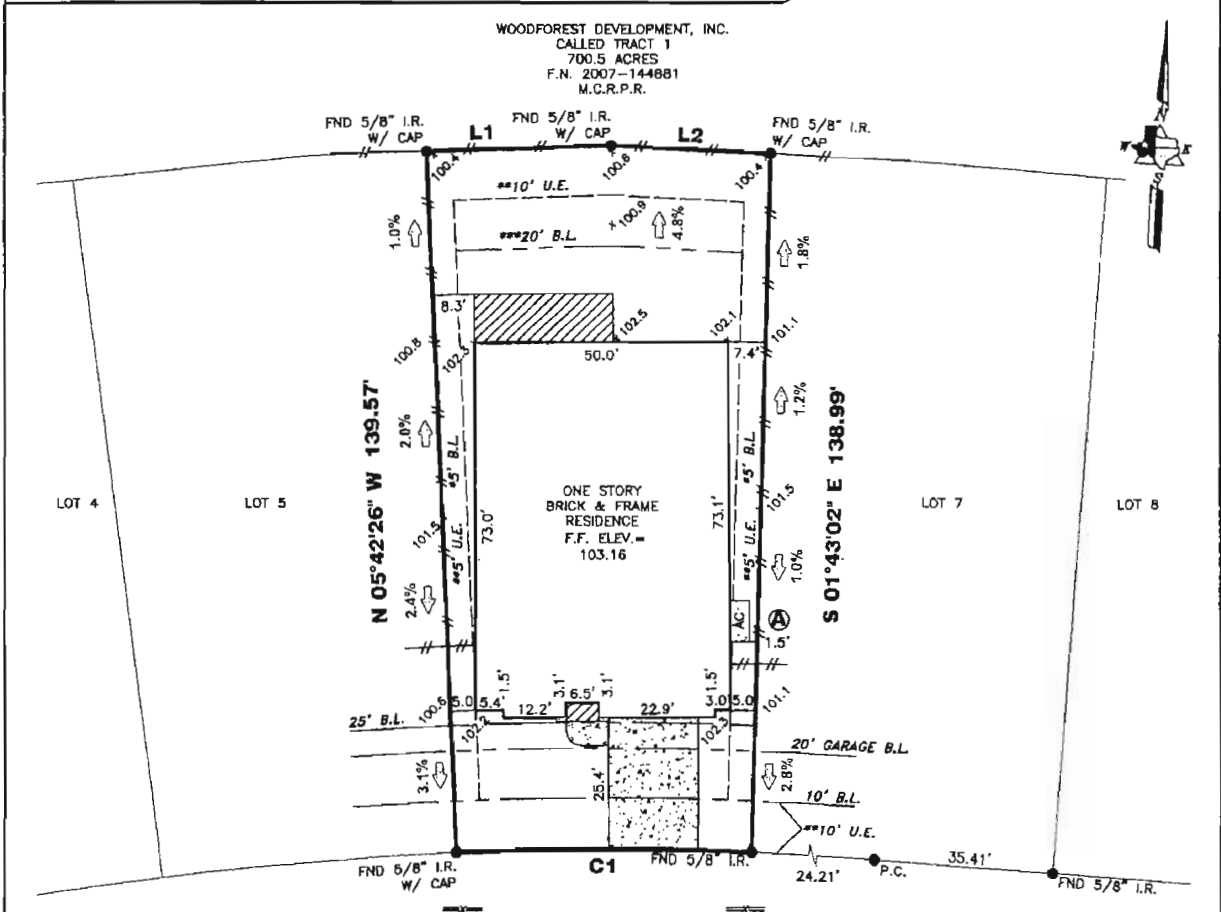 WOODFOREST DEVELOPMENT, INC.
CALLED TRACT 1
700.5 ACRES
F.N. 2007-144881
M.C.R.P.R.
FND 5/8" I.R.
W/ CAP
L1
FND 5/8" I.R.
W/ CAP
L2
FND 5/8" I.R.
W/ CAP
100.4
100.6
100.4
**10' U.E.
X 100.9
***20' B.L.
1.0%
4.8%
1.8%
8.3'
102.5
102.1
101.1
100.8
102.3
50.0'
7.4'
N 05°42'26" W 139.57'
2.0%
*5' B.L.
1.2%
*5' B.L.
S 01°43'02" E 138.99'
LOT 4
LOT 5
ONE STORY
BRICK & FRAME
RESIDENCE
F.F. ELEV.=
103.16
73.0'
73.1'
101.5
LOT 7
LOT 8
101.5
**5' U.E.
**5' U.E.
1.0%
2.4%
AC
A
1.5'
5.0
5.4'
1.5'
12.2'
3.1'
6.5'
3.1'
22.9'
1.5'
3.0'
5.0
101.1
100.6
25' B.L.
102.2
102.3
20' GARAGE B.L.
3.1%
25.4'
2.8%
10' B.L.
**10' U.E.
FND 5/8" I.R.
W/ CAP
C1
FND 5/8" I.R.
24.21'
P.C.
35.41'
FND 5/8" I.R.